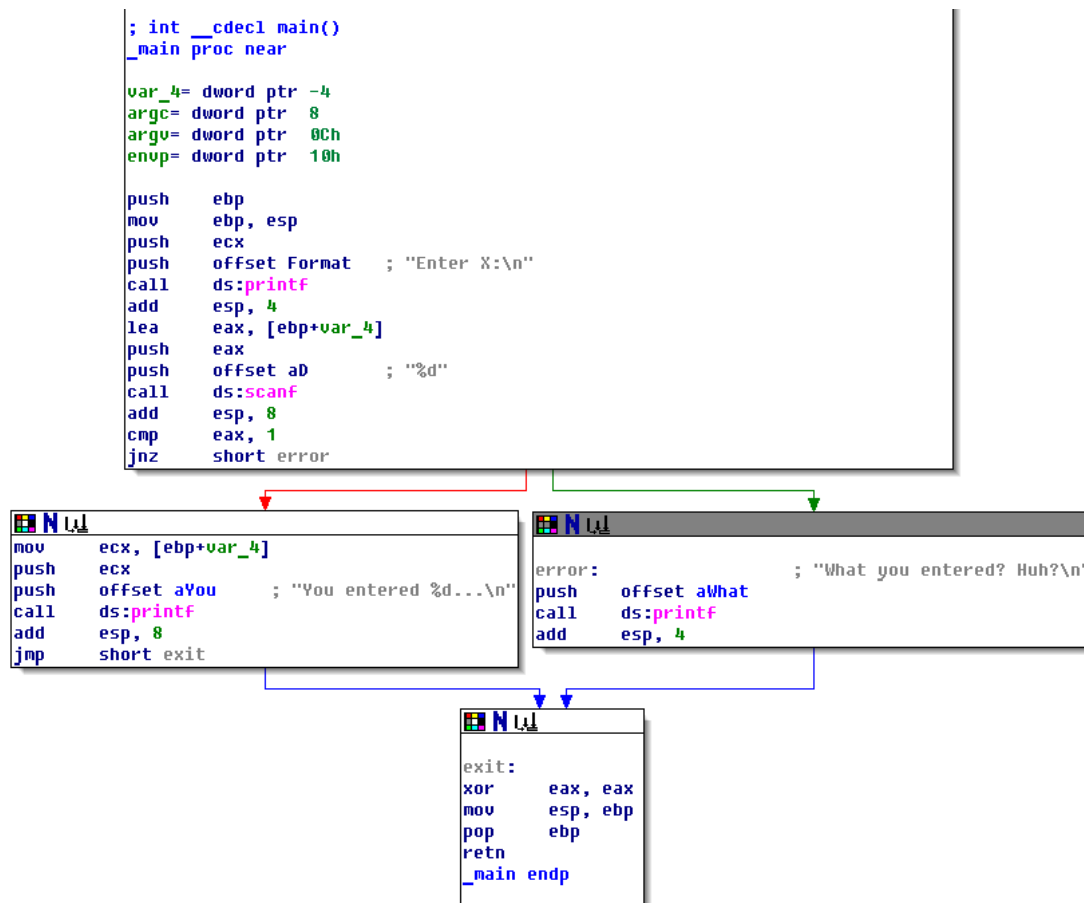 ; int __cdecl main()
_main proc near
var_4= dword ptr -4
argc= dword ptr  8
argv= dword ptr  0Ch
envp= dword ptr  10h
push    ebp
mov     ebp, esp
push    ecx
push    offset Format   ; "Enter X:\n"
call    ds:printf
add     esp, 4
lea     eax, [ebp+var_4]
push    eax
push    offset aD       ; "%d"
call    ds:scanf
add     esp, 8
cmp     eax, 1
jnz     short error
mov     ecx, [ebp+var_4]
push    ecx
push    offset aYou     ; "You entered %d...\n"
call    ds:printf
add     esp, 8
jmp     short exit
error:                  ; "What you entered? Huh?\n"
push    offset aWhat
call    ds:printf
add     esp, 4
exit:
xor     eax, eax
mov     esp, ebp
pop     ebp
retn
_main endp